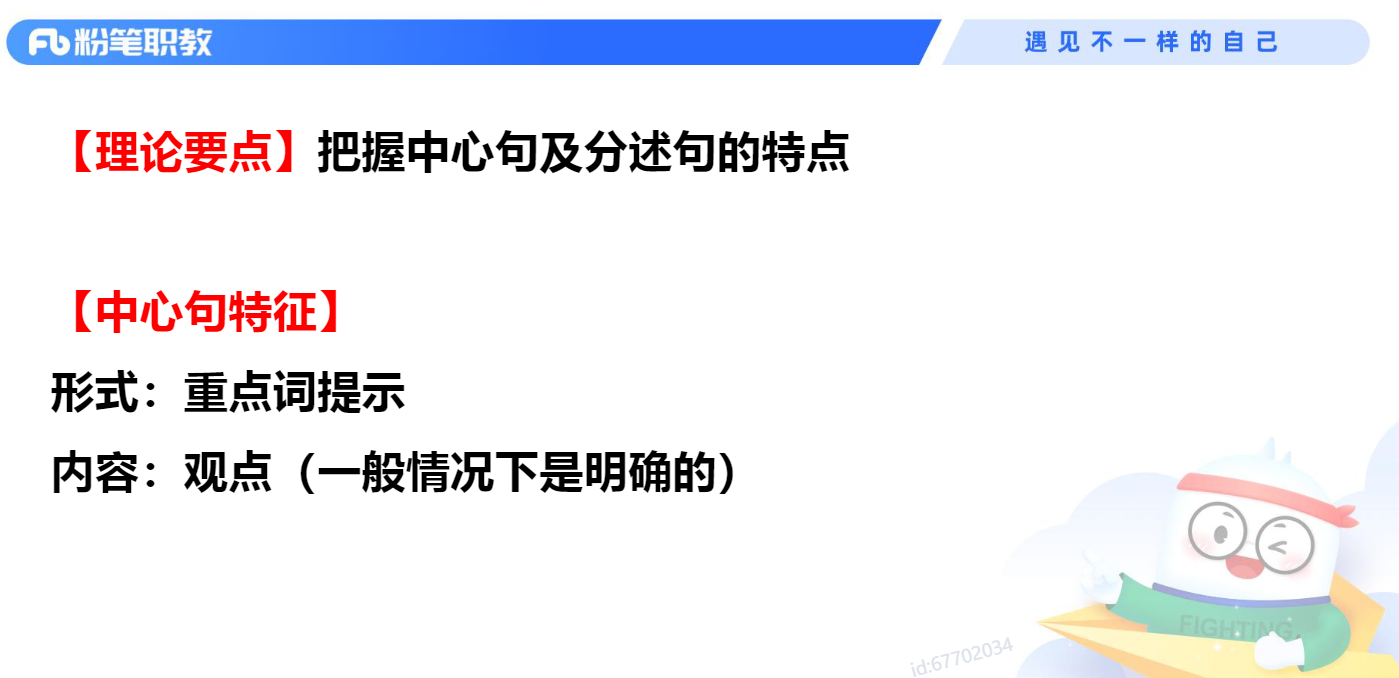 粉笔职教
遇见不一样的自己
【理论要点】把握中心句及分述句的特点
【中心句特征】
形式：重点词提示
内容：观点（一般情况下是明确的）
FIGHTING.
id:67702034